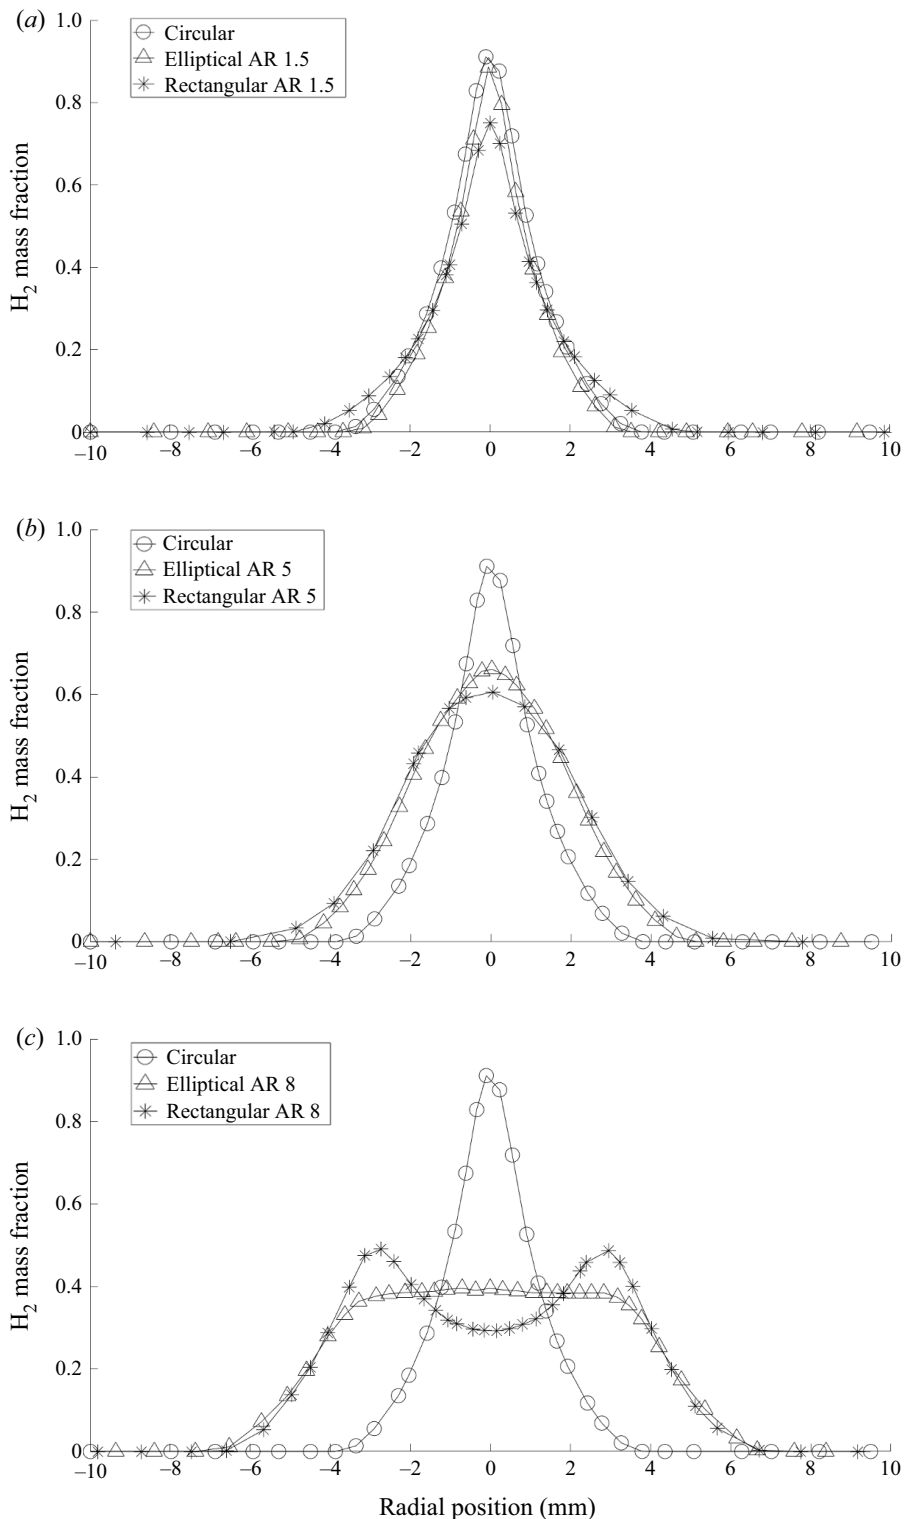 (a)
1.0
Circular
Elliptical AR 1.5
Rectangular AR 1.5
0.8
0.6
0.4
0.2
0
H2 mass fraction
–10 –8 –6 –4 –2 0 2 4 6 8 10
(b)
1.0
Circular
Elliptical AR 5
Rectangular AR 5
0.8
0.6
0.4
0.2
0
H2 mass fraction
–10 –8 –6 –4 –2 0 2 4 6 8 10
(c)
1.0
Circular
Elliptical AR 8
Rectangular AR 8
0.8
0.6
0.4
0.2
0
H2 mass fraction
–10 –8 –6 –4 –2 0 2 4 6 8 10
Radial position (mm)